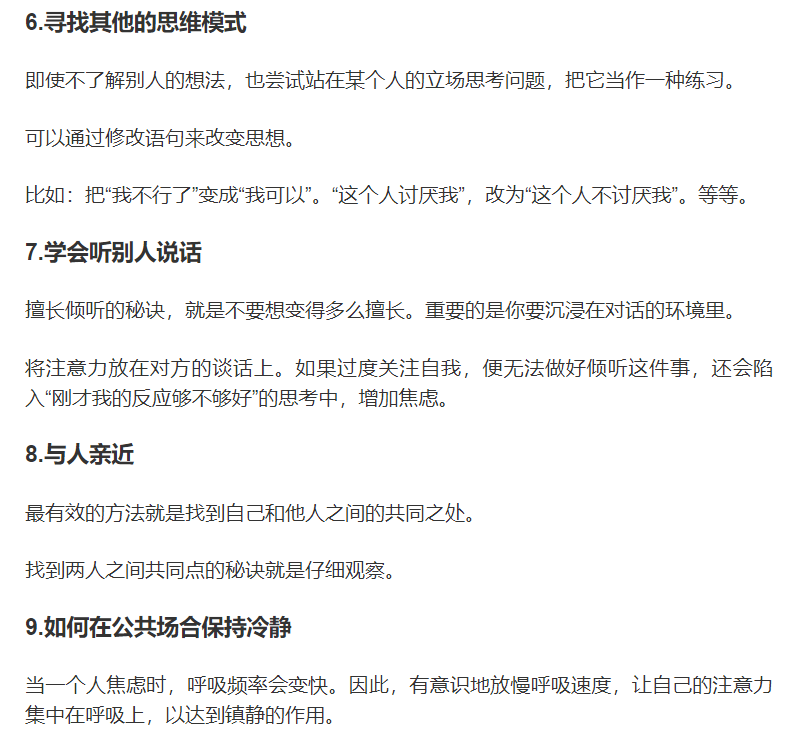 6.寻找其他的思维模式
即使不了解别人的想法，也尝试站在某个人的立场思考问题，把它当作一种练习。
可以通过修改语句来改变思想。
比如：把“我不行了”变成“我可以”。“这个人讨厌我”，改为“这个人不讨厌我”。等等。
7.学会听别人说话
擅长倾听的秘诀，就是不要想变得多么擅长。重要的是你要沉浸在对话的环境里。
将注意力放在对方的谈话上。如果过度关注自我，便无法做好倾听这件事，还会陷
入“刚才我的反应够不够好”的思考中，增加焦虑。
8.与人亲近
最有效的方法就是找到自己和他人之间的共同之处。
找到两人之间共同点的秘诀就是仔细观察。
9.如何在公共场合保持冷静
当一个人焦虑时，呼吸频率会变快。因此，有意识地放慢呼吸速度，让自己的注意力
集中在呼吸上，以达到镇静的作用。